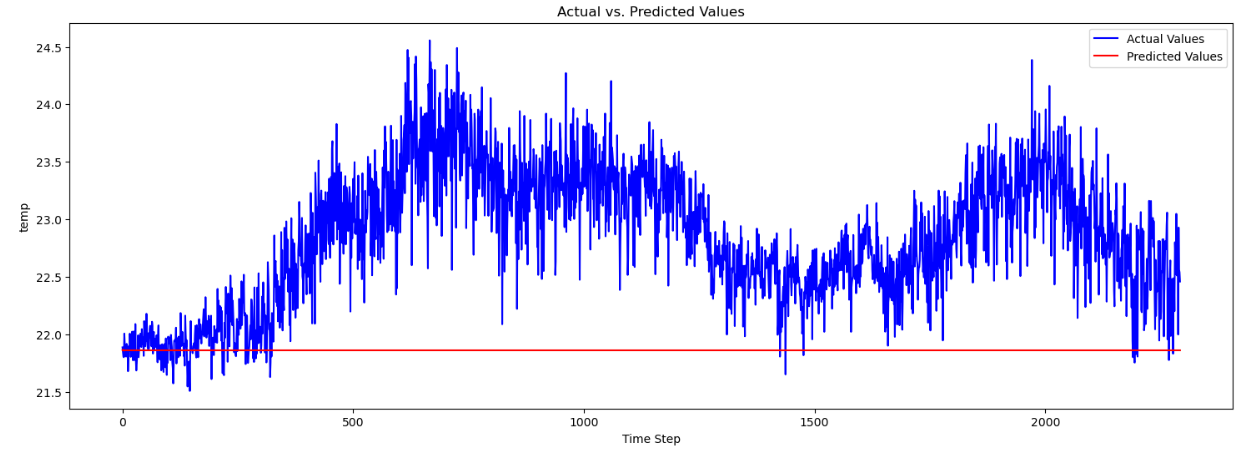 Actual vs. Predicted Values
24.5
24.0
23.5
23.0
22.5
22.0
21.5
temp
Actual Values
Predicted Values
0 500 1000 1500 2000
Time Step